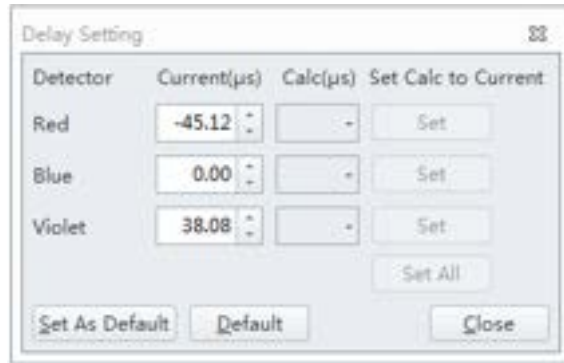 Delay Setting
Detector Current(µs) Calc(µs) Set Calc to Current
Red -45.12 - Set
Blue 0.00 - Set
Violet 38.08 - Set
Set All
Set As Default Default Close